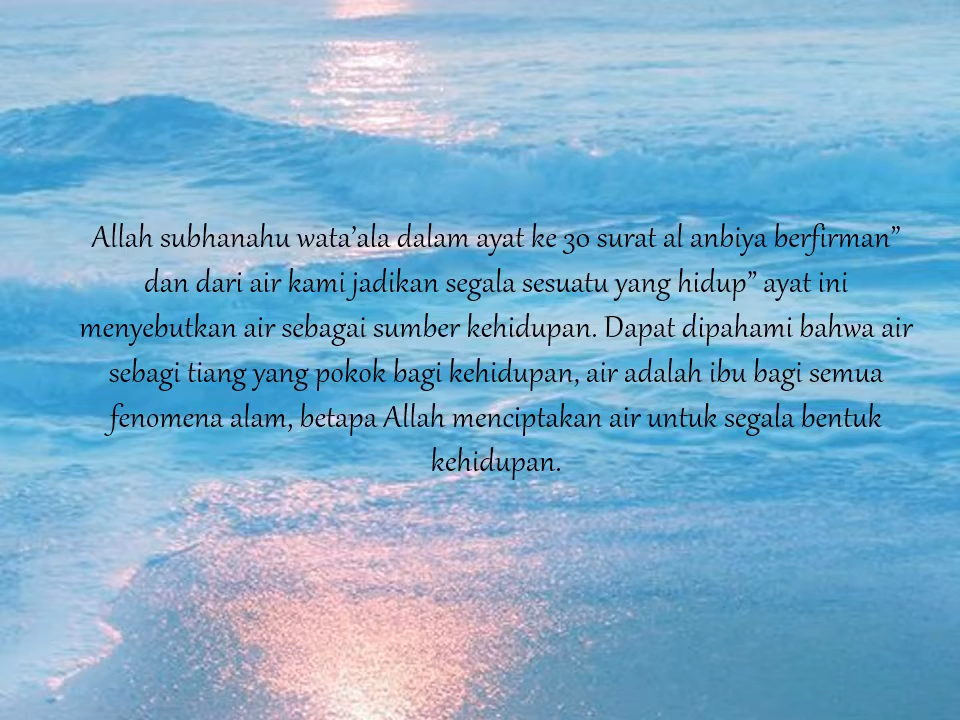 Allah subhanahu wata’ala dalam ayat ke 30 surat al anbiya berfirman”
dan dari air kami jadikan segala sesuatu yang hidup” ayat ini
menyebutkan air sebagai sumber kehidupan. Dapat dipahami bahwa air
sebagi tiang yang pokok bagi kehidupan, air adalah ibu bagi semua
fenomena alam, betapa Allah menciptakan air untuk segala bentuk
kehidupan.